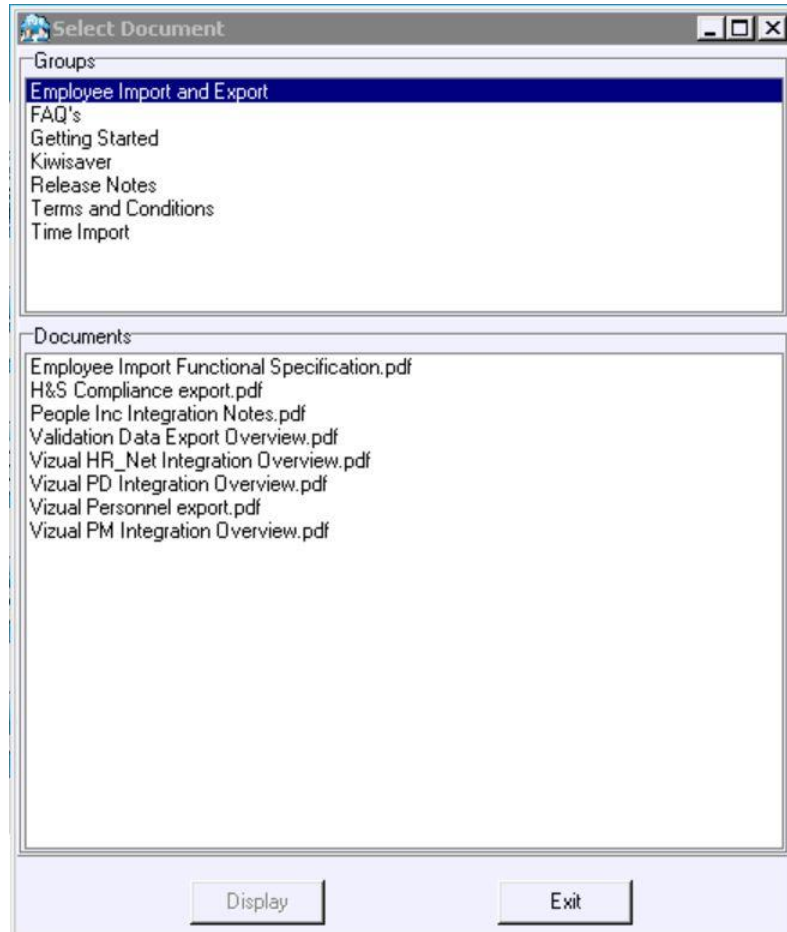 Select Document
Groups
Employee Import and Export
FAQ's
Getting Started
Kiwisaver
Release Notes
Terms and Conditions
Time Import
Documents
Employee Import Functional Specification.pdf
H&S Compliance export.pdf
People Inc Integration Notes.pdf
Validation Data Export Overview.pdf
Vizual HR_Net Integration Overview.pdf
Vizual PD Integration Overview.pdf
Vizual Personnel export.pdf
Vizual PM Integration Overview.pdf
Display Exit